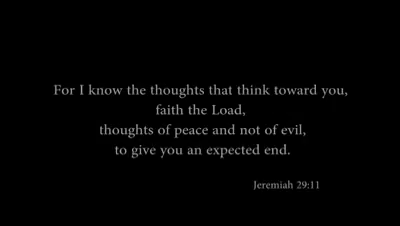 For I know the thoughts that think toward you,
faith the Load,
thoughts of peace and not of evil,
to give you an expected end.
Jeremiah 29:11